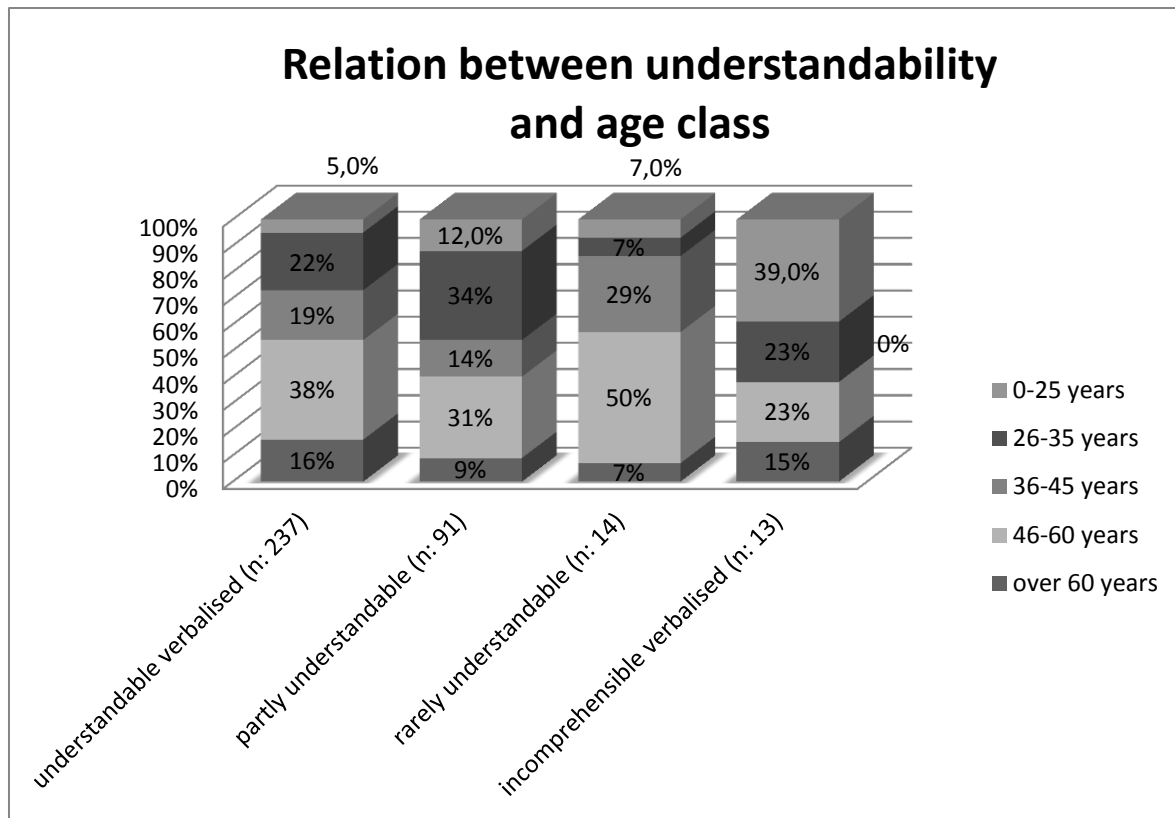 Relation between understandability
and age class
5,0%
7,0%
100%
90%
80%
70%
60%
50%
40%
30%
20%
10%
0%
22%
19%
38%
16%
12,0%
34%
14%
31%
9%
7%
29%
50%
7%
39,0%
23%
0%
23%
15%
understandable verbalised (n: 237)
partly understandable (n: 91)
rarely understandable (n: 14)
incomprehensible verbalised (n: 13)
0-25 years
26-35 years
36-45 years
46-60 years
over 60 years